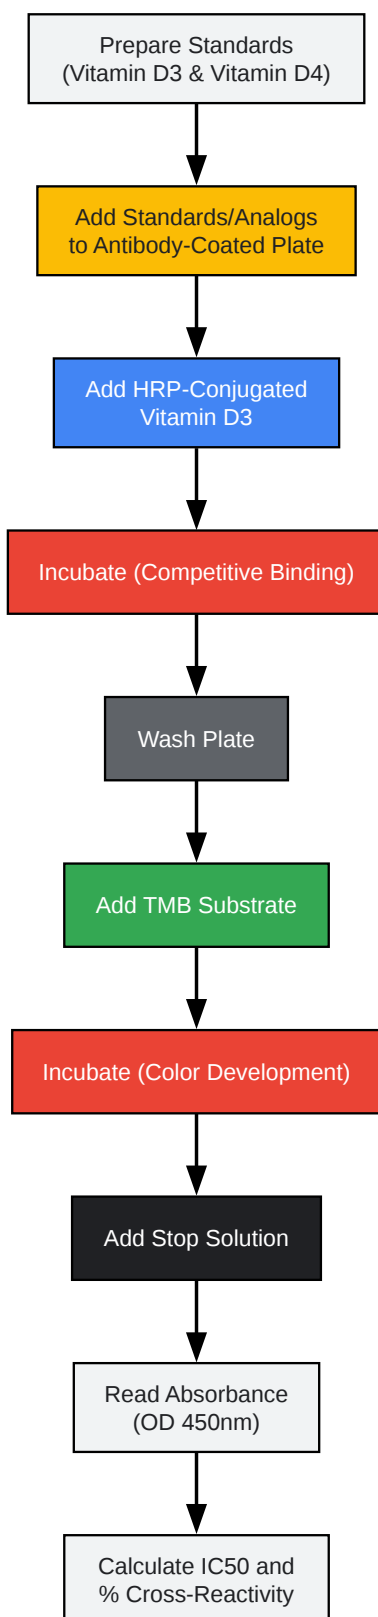 Prepare Standards
(Vitamin D3 & Vitamin D4)
Add Standards/Analogs
to Antibody-Coated Plate
Add HRP-Conjugated
Vitamin D3
Incubate (Competitive Binding)
Wash Plate
Add TMB Substrate
Incubate (Color Development)
Add Stop Solution
Read Absorbance
(OD 450nm)
Calculate IC50 and
% Cross-Reactivity